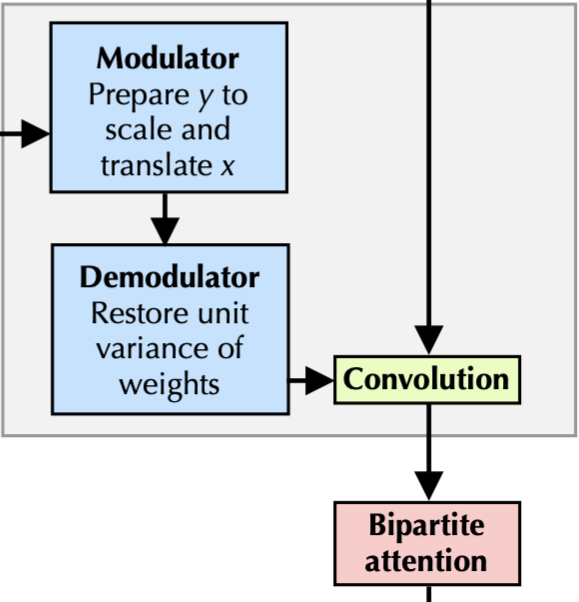 Modulator
Prepare y to
scale and
translate x
Demodulator
Restore unit
variance of
weights
Convolution
Bipartite
attention